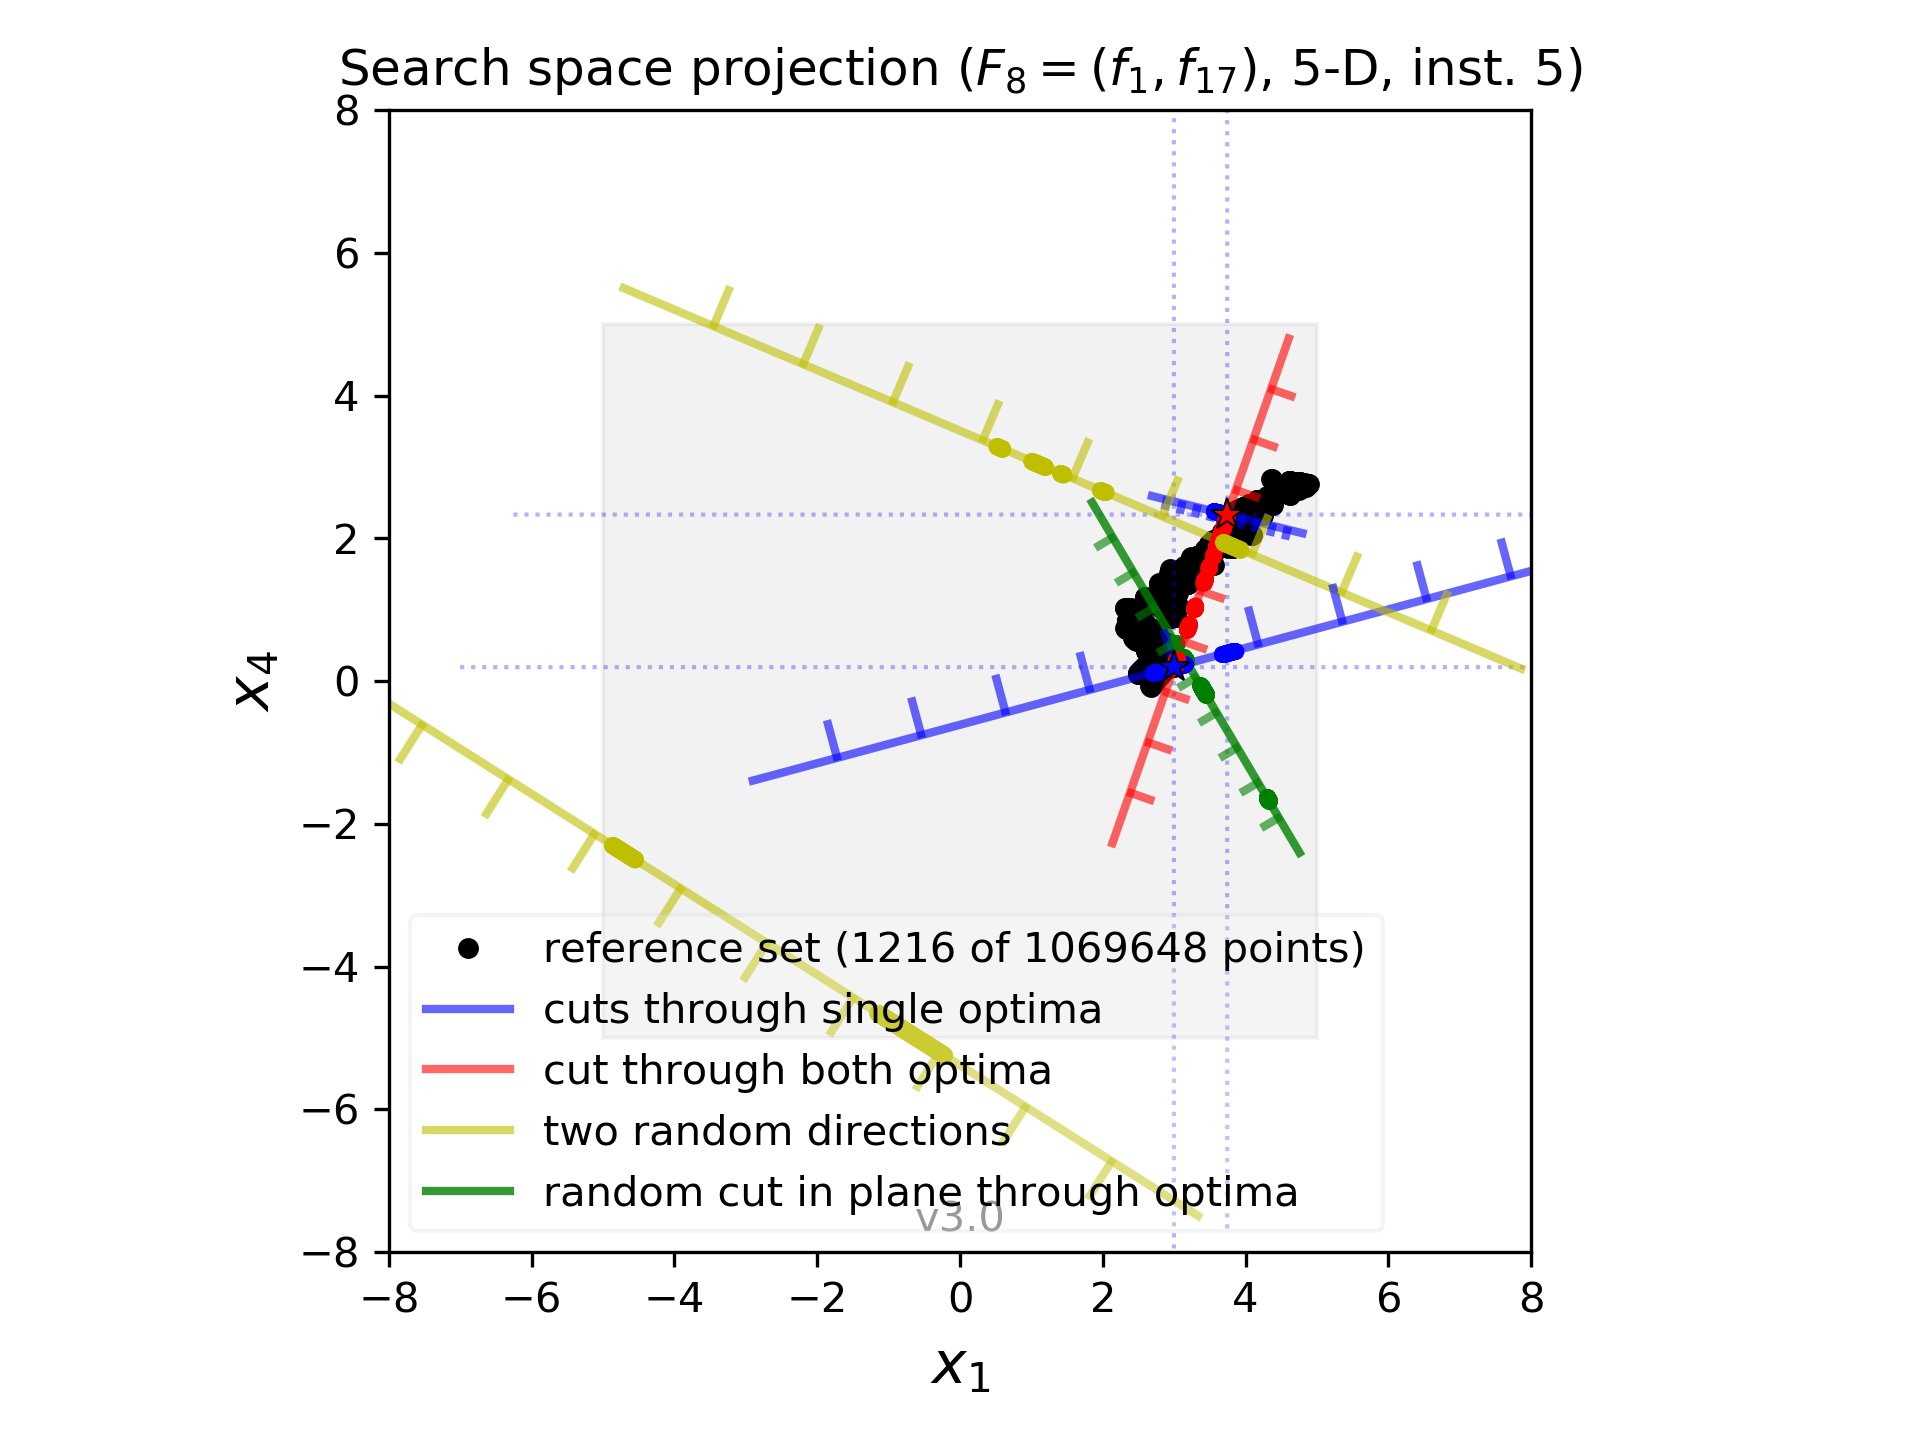 Search space projection (F8 = (f1, f17), 5-D, inst. 5)
8
6
4
2
0
−2
−4
−6
−8
x4
reference set (1216 of 1069648 points)
cuts through single optima
cut through both optima
two random directions
random cut in plane through optima
v3.0
−8 −6 −4 −2 0 2 4 6 8
x1